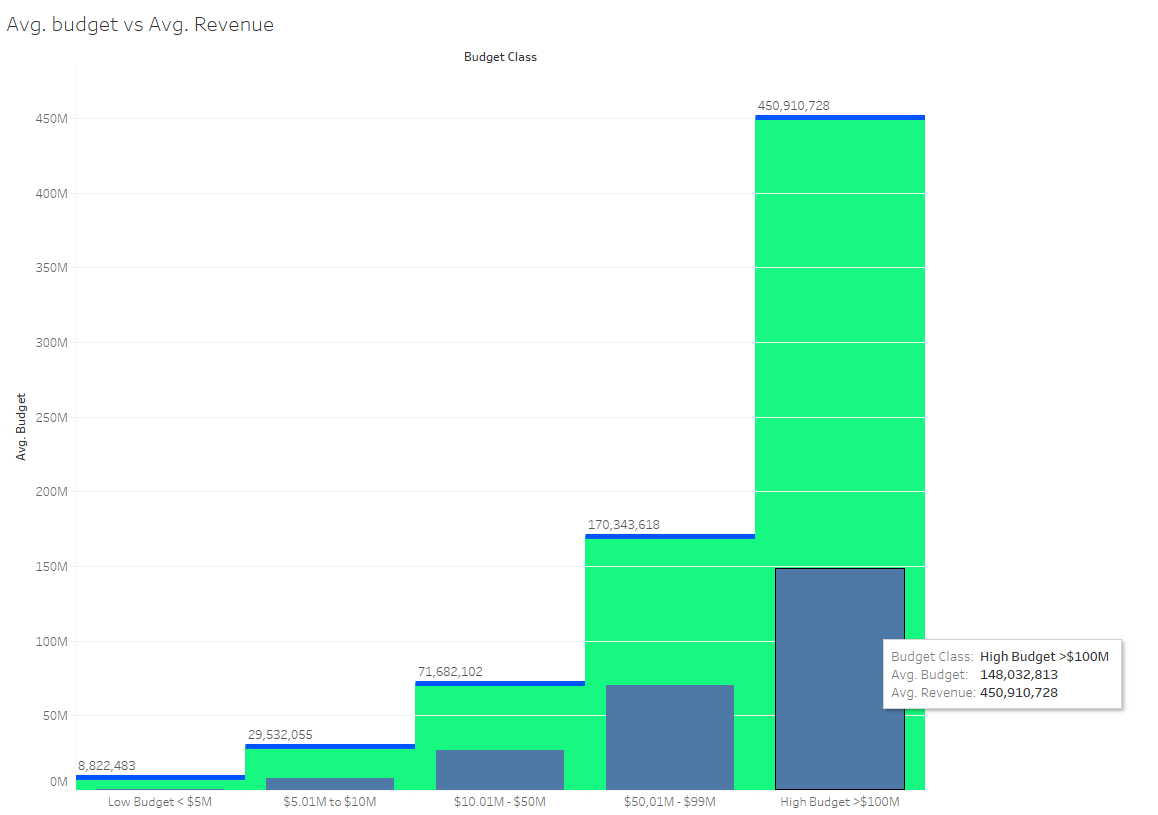 Avg. budget vs Avg. Revenue
Budget Class
450,910,728
450M
400M
350M
300M
Avg. Budget
250M
200M
170,343,618
150M
100M
Budget Class: High Budget >$100M
Avg. Budget: 148,032,813
Avg. Revenue: 450,910,728
71,682,102
50M
29,532,055
8,822,483
0M
Low Budget < $5M
$5.01M to $10M
$10.01M - $50M
$50,01M - $99M
High Budget >$100M